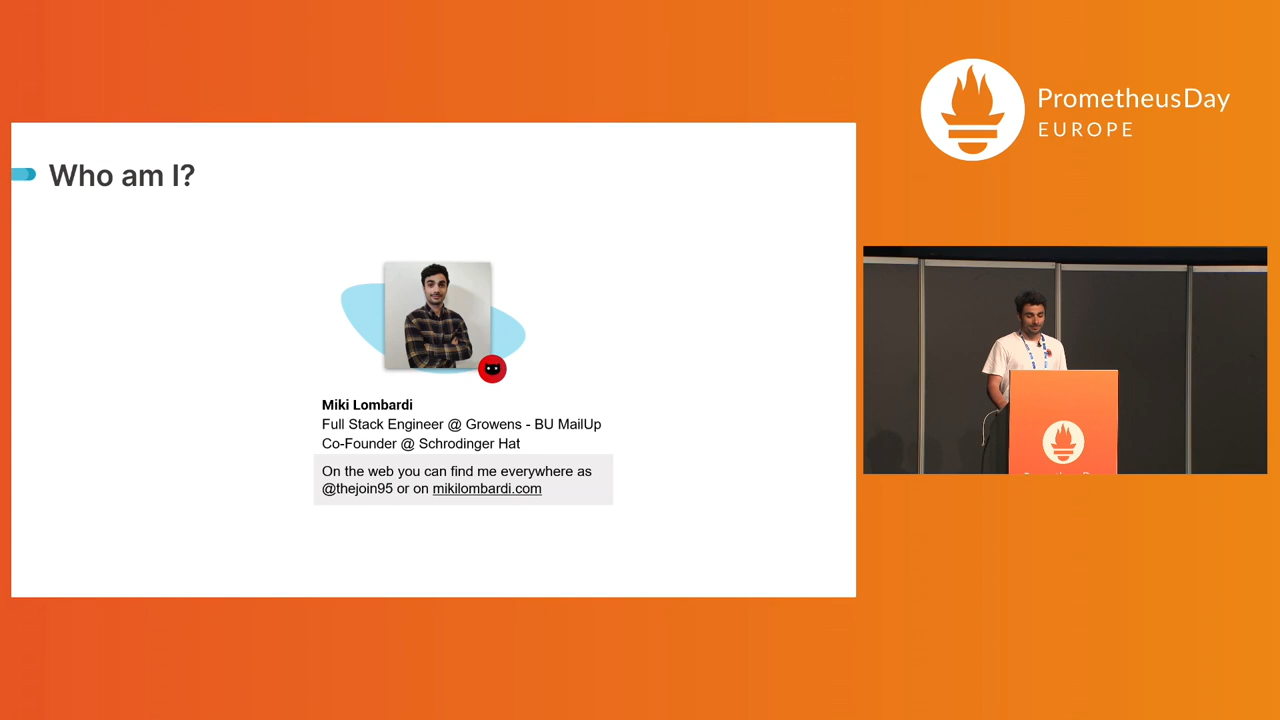 PrometheusDay
EUROPE
Who am I?
Miki Lombardi
Full Stack Engineer @ Growens - BU MailUp
Co-Founder @ Schrodinger Hat
On the web you can find me everywhere as
@thejoin95 or on mikilombardi.com